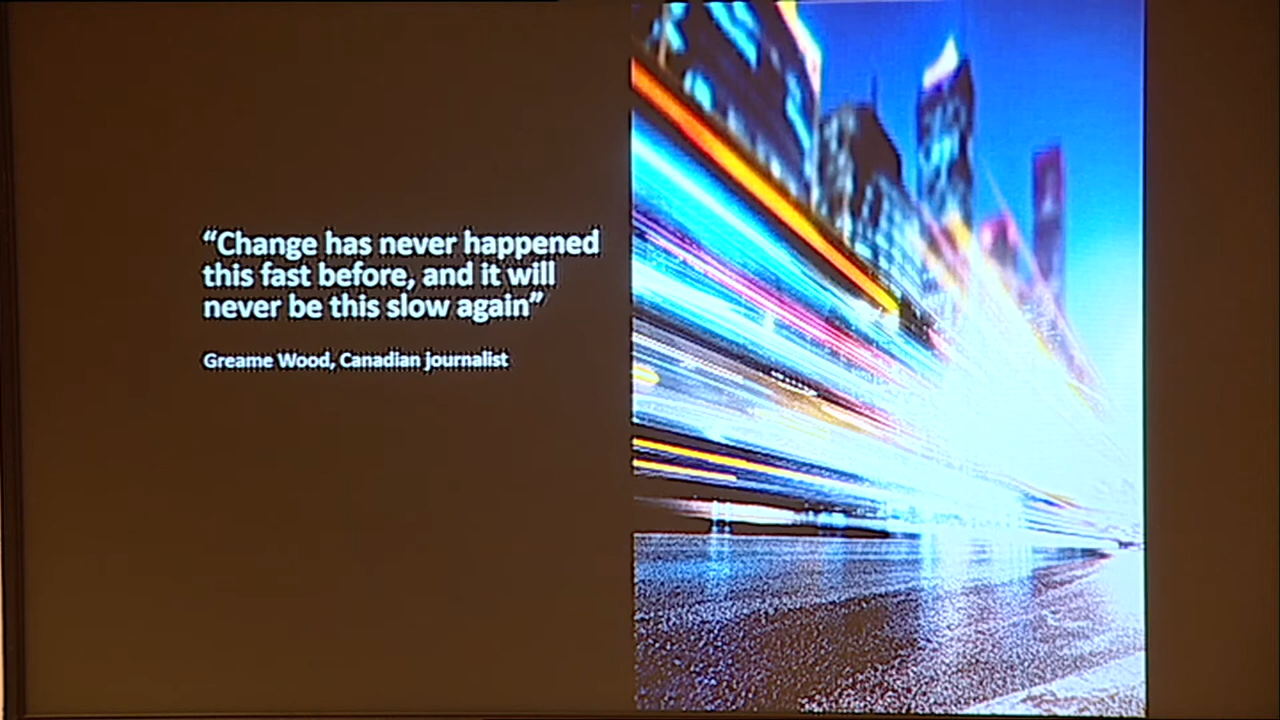 “Change has never happened
this fast before, and it will
never be this slow again”
Greame Wood, Canadian journalist